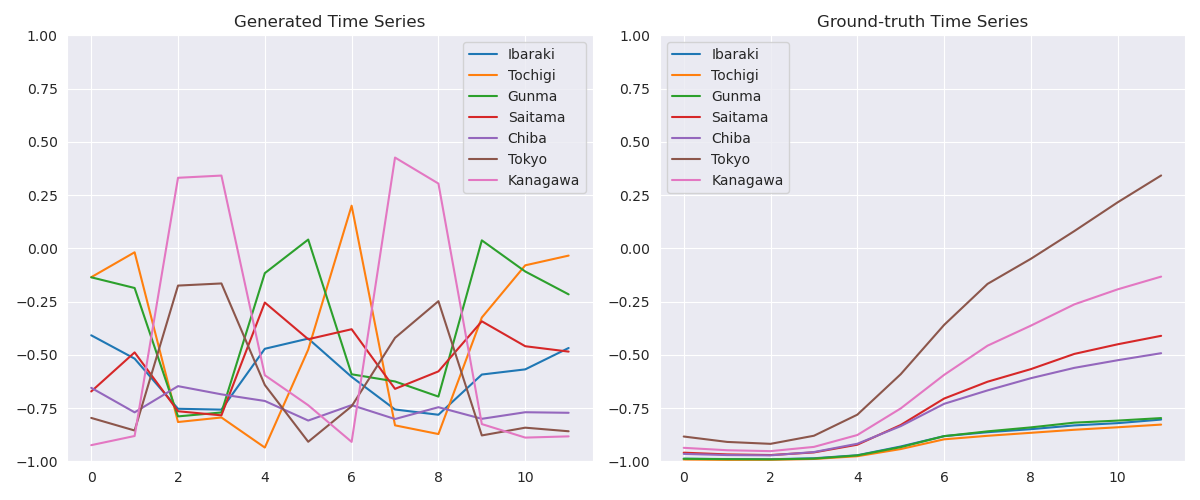 Generated Time Series
1.00
0.75
0.50
0.25
0.00
−0.25
−0.50
−0.75
−1.00
0 2 4 6 8 10
Ibaraki
Tochigi
Gunma
Saitama
Chiba
Tokyo
Kanagawa
Ground-truth Time Series
1.00
0.75
0.50
0.25
0.00
−0.25
−0.50
−0.75
−1.00
0 2 4 6 8 10
Ibaraki
Tochigi
Gunma
Saitama
Chiba
Tokyo
Kanagawa